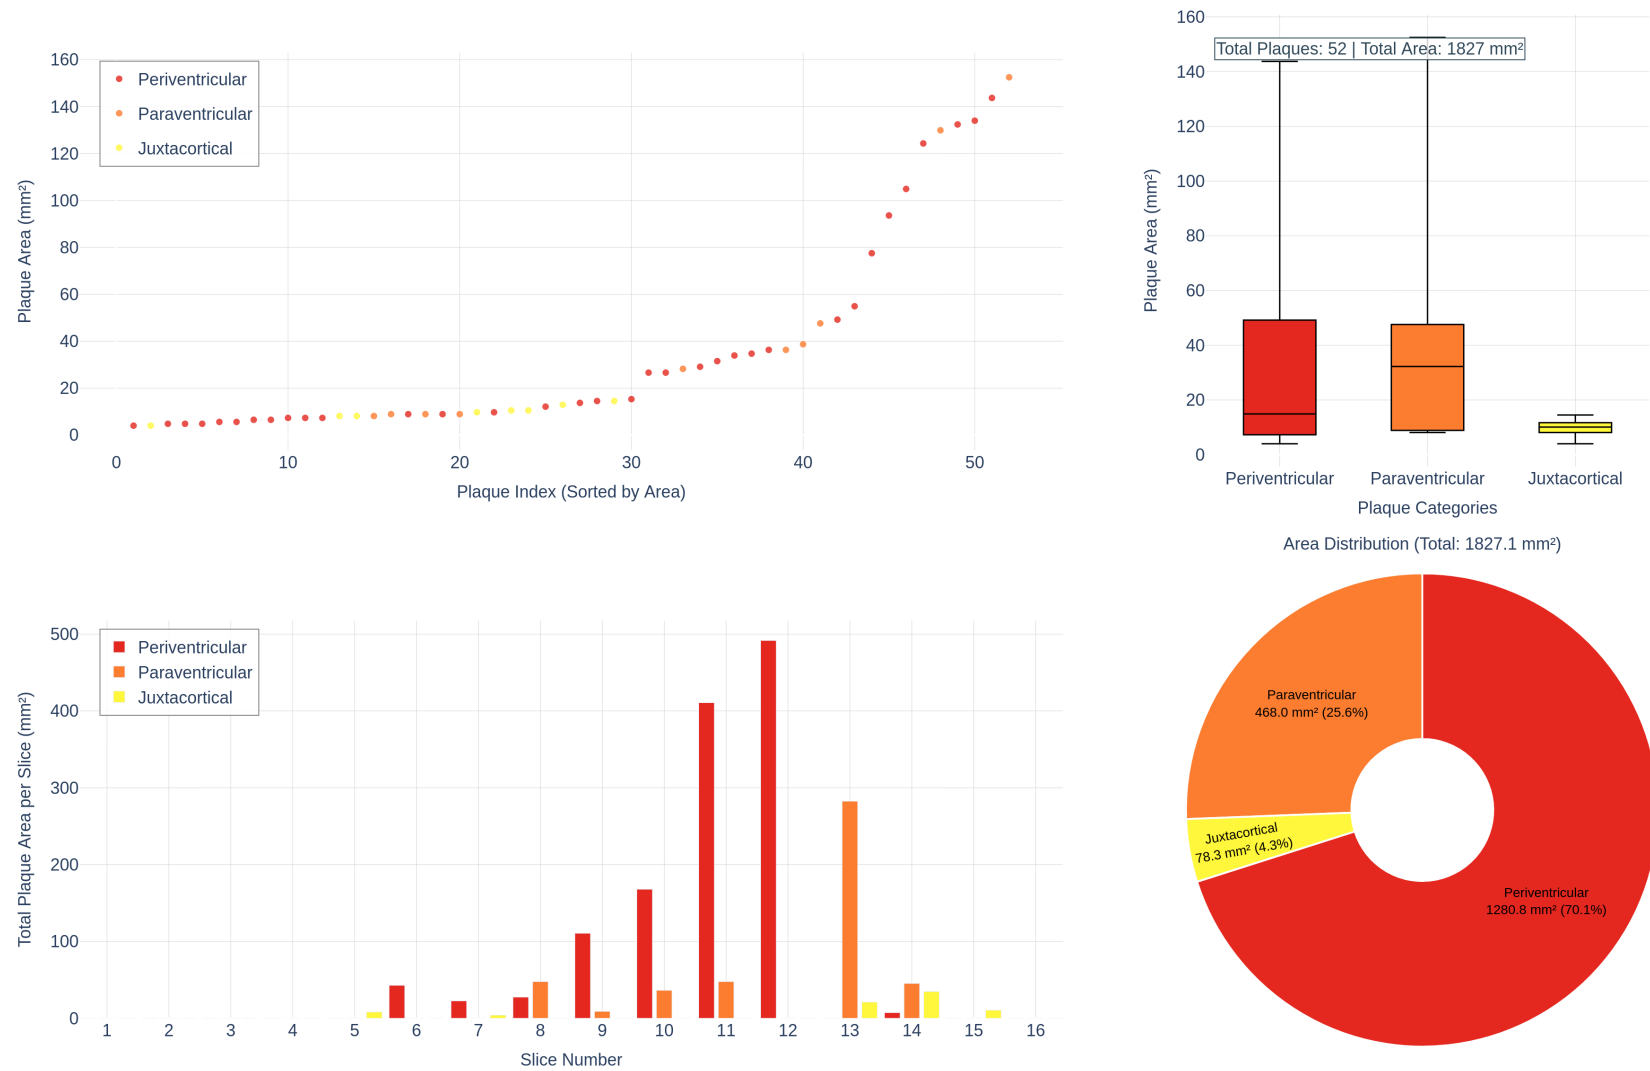 160
140
120
100
80
60
40
20
0
Plaque Area (mm²)
Periventricular
Paraventricular
Juxtacortical
0 10 20 30 40 50
Plaque Index (Sorted by Area)
160
140
120
100
80
60
40
20
0
Plaque Area (mm²)
Total Plaques: 52 | Total Area: 1827 mm²
Periventricular Paraventricular Juxtacortical
Plaque Categories
500
400
300
200
100
0
Total Plaque Area per Slice (mm²)
Periventricular
Paraventricular
Juxtacortical
1 2 3 4 5 6 7 8 9 10 11 12 13 14 15 16
Slice Number
Area Distribution (Total: 1827.1 mm²)
Paraventricular
468.0 mm² (25.6%)
Juxtacortical
78.3 mm² (4.3%)
Periventricular
1280.8 mm² (70.1%)